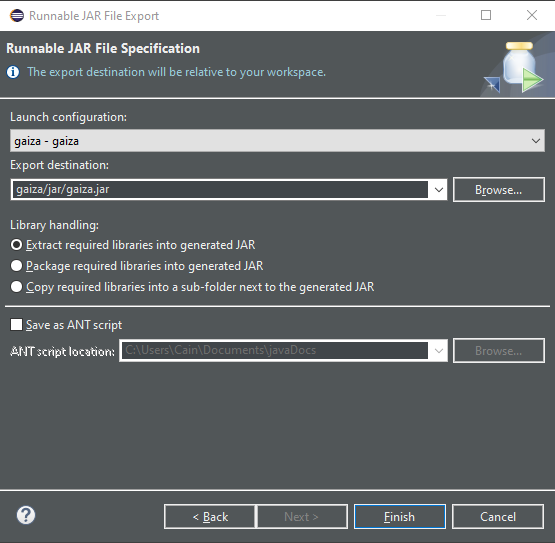 Runnable JAR File Export
Runnable JAR File Specification
The export destination will be relative to your workspace.
Launch configuration:
gaiza - gaiza
Export destination:
gaiza/jar/gaiza.jar
Browse...
Library handling:
Extract required libraries into generated JAR
Package required libraries into generated JAR
Copy required libraries into a sub-folder next to the generated JAR
Save as ANT script
ANT script location:
C:\Users\Cain\Documents\javaDocs
Browse...
< Back
Next >
Finish
Cancel